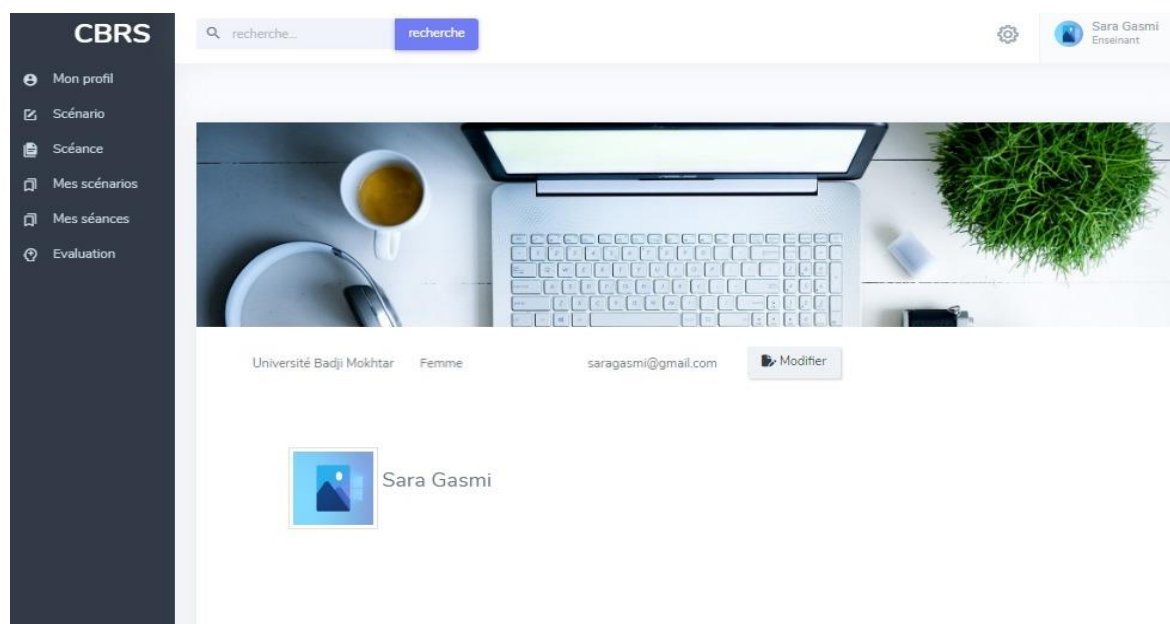 CBRS
recherche...
recherche
Sara Gasmi
Enseinant
Mon profil
Scénario
Scéance
Mes scénarios
Mes séances
Evaluation
Université Badji Mokhtar
Femme
saragasmi@gmail.com
Modifier
Sara Gasmi